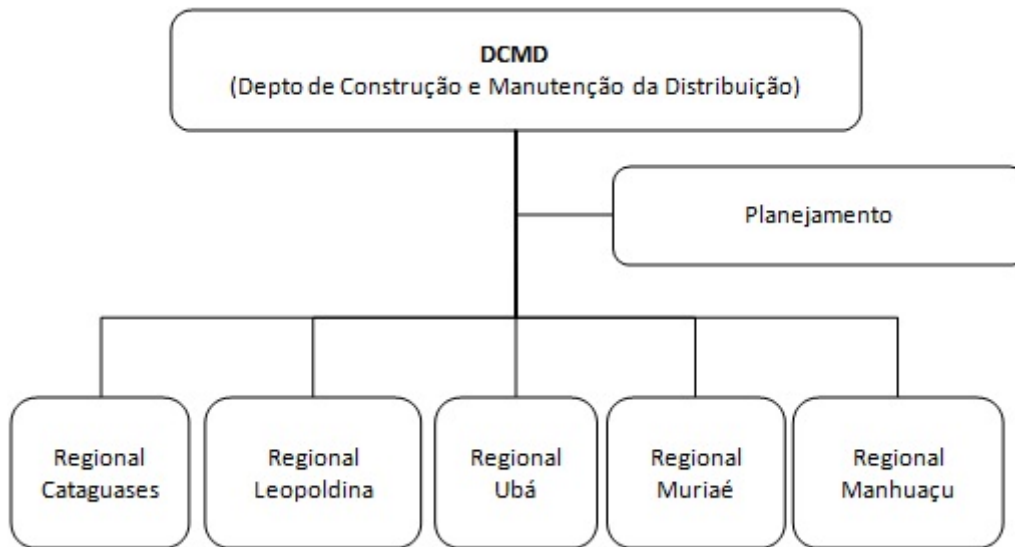 DCMD
(Depto de Construção e Manutenção da Distribuição)
Planejamento
Regional
Cataguases
Regional
Leopoldina
Regional
Ubá
Regional
Muriaé
Regional
Manhuaçu